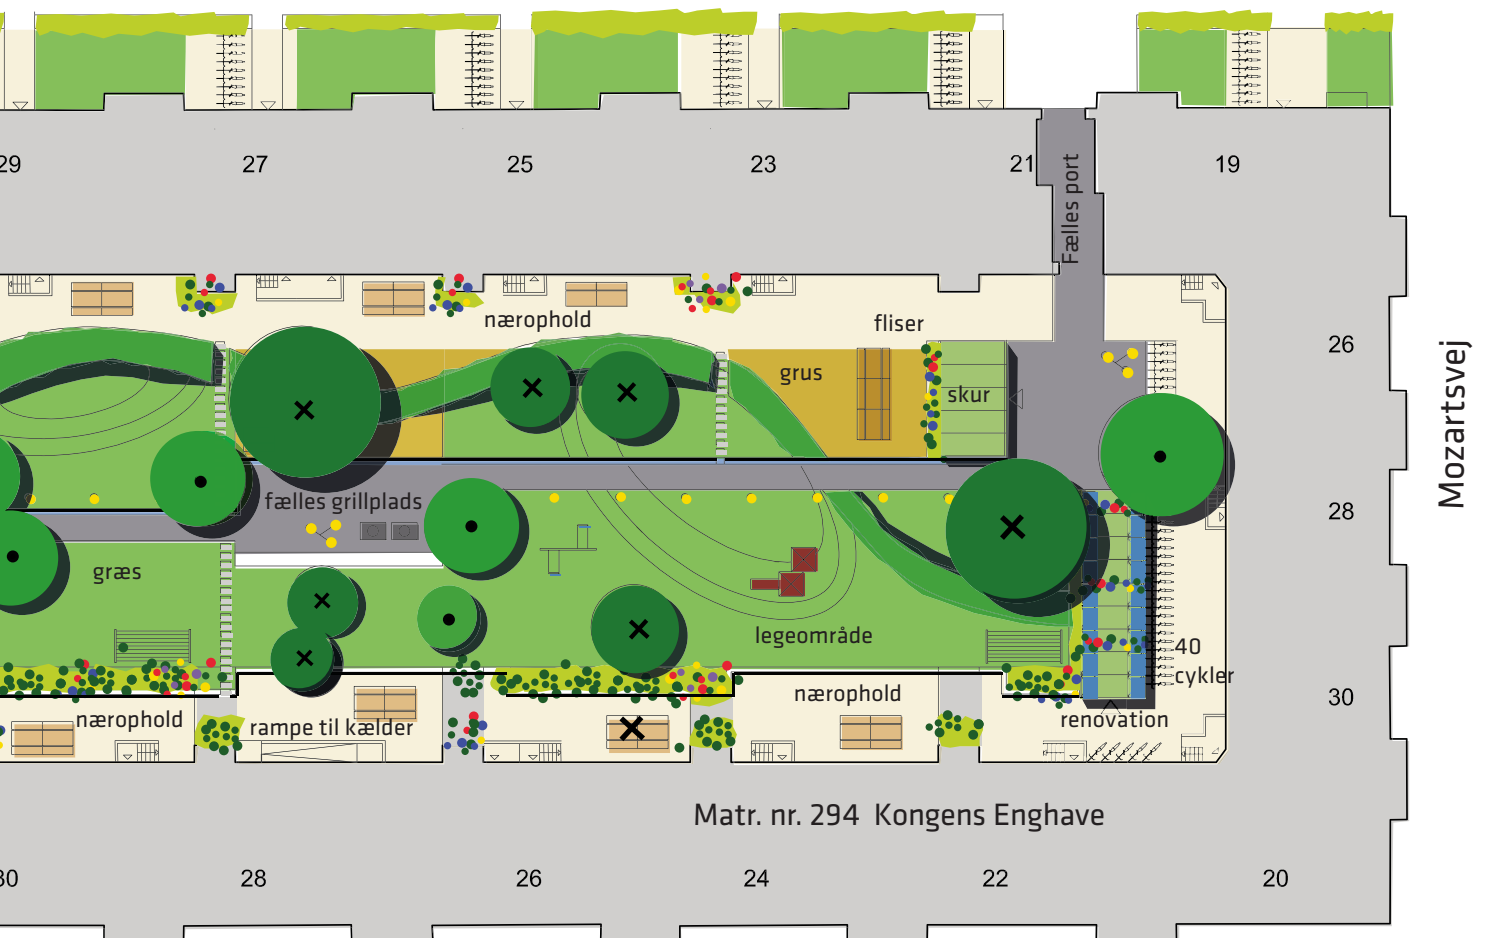 29
27
25
23
21
19
Fælles port
nærophold
fliser
26
grus
skur
Mozartsvej
fælles grillplads
28
græs
legeområde
40
cykler
nærophold
30
nærophold
rampe til kælder
renovation
Matr. nr. 294 Kongens Enghave
30
28
26
24
22
20